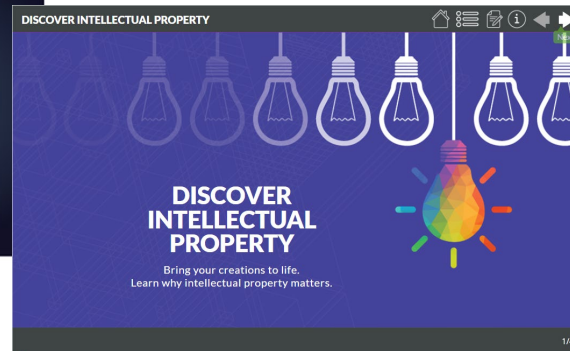 DISCOVER INTELLECTUAL PROPERTY
DISCOVER
INTELLECTUAL
PROPERTY
Bring your creations to life.
Learn why intellectual property matters.